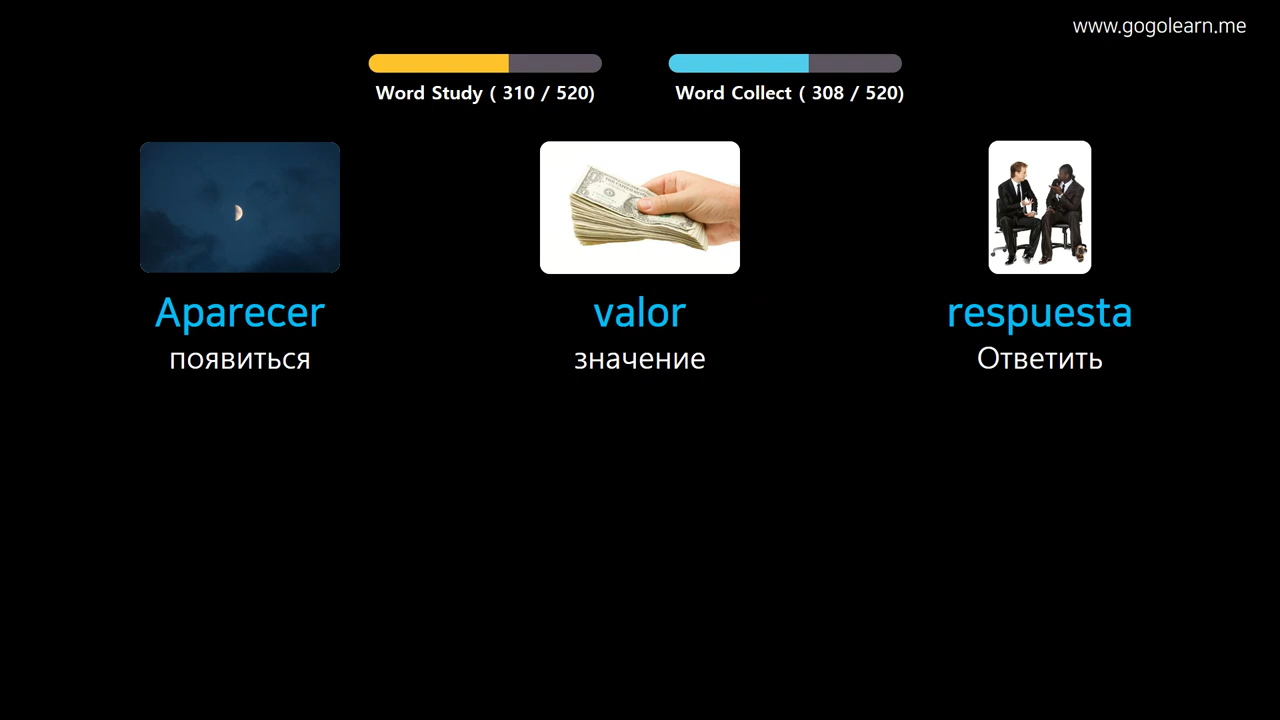 www.gogolearn.me
Word Study ( 310 / 520)
Word Collect ( 308 / 520)
Aparecer
valor
respuesta
появиться
значение
Ответить